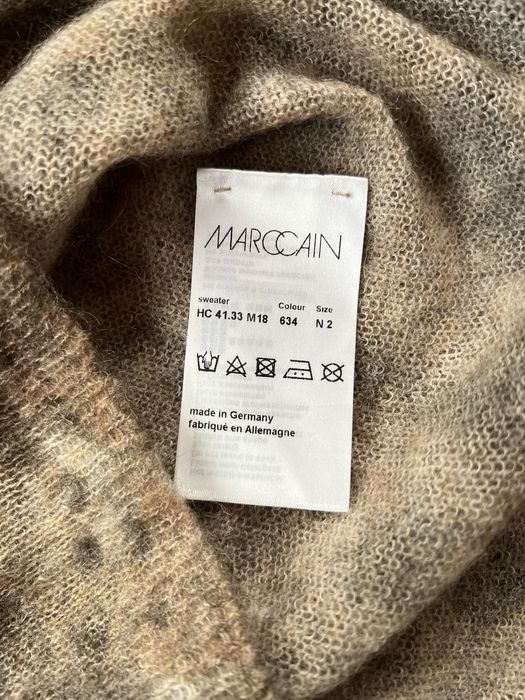 MARCCAIN
sweater Colour Size
HC 41.33 M18 634 N 2
made in Germany
fabriqué en Allemagne